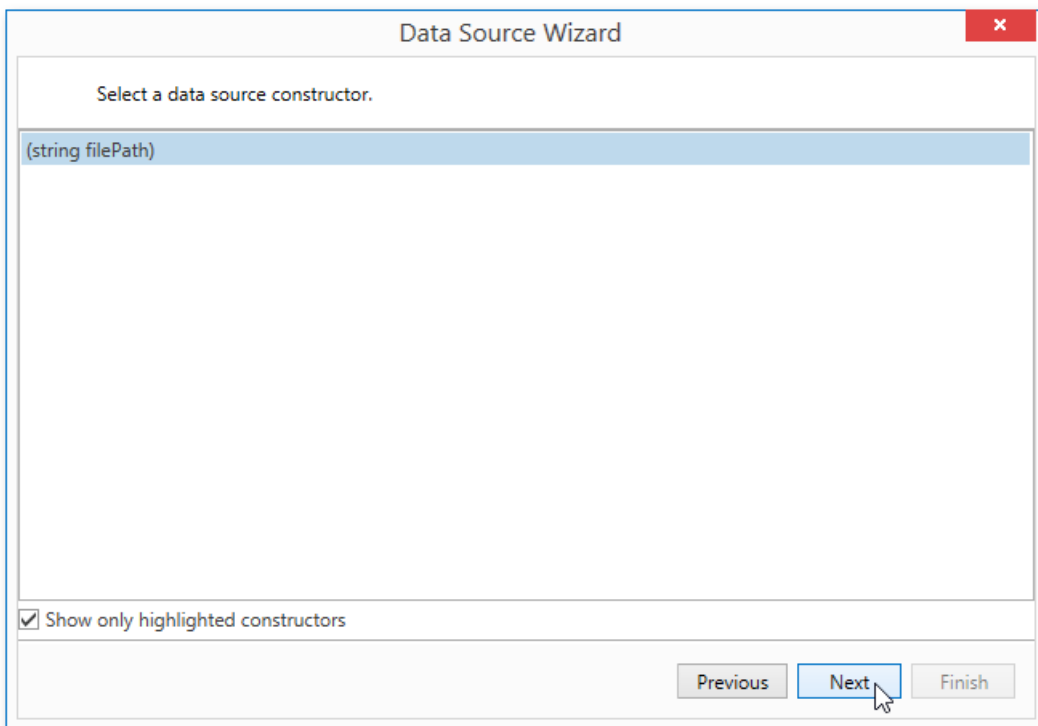 Data Source Wizard
Select a data source constructor.
(string filePath)
Show only highlighted constructors
Previous Next Finish